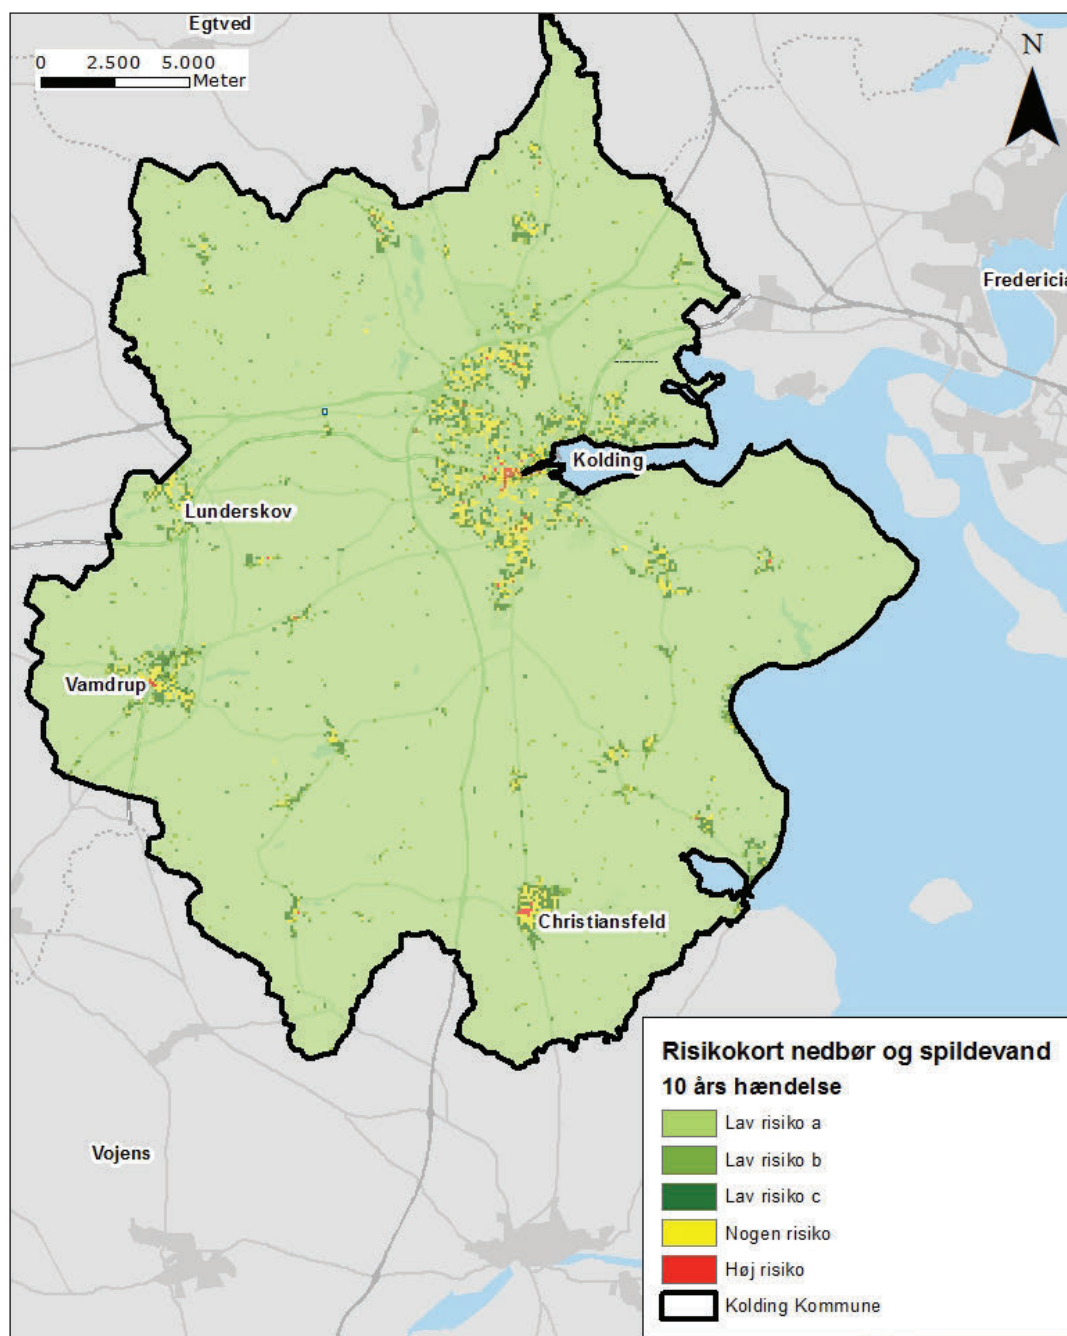 Egtved
0 2.500 5.000
Meter
N
Fredericia
Kolding
Lunderskov
Vamdrup
Christiansfeld
Vojens
Risikokort nedbør og spildevand
10 års hændelse
Lav risiko a
Lav risiko b
Lav risiko c
Nogen risiko
Høj risiko
Kolding Kommune